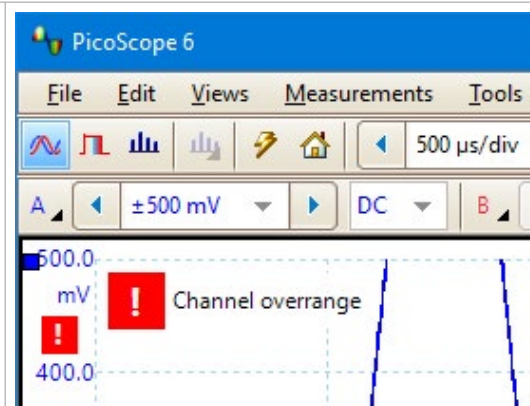 PicoScope 6
File Edit Views Measurements Tools
500 µs/div
A ±500 mV DC B
500.0
mV ! Channel overrange
!
400.0